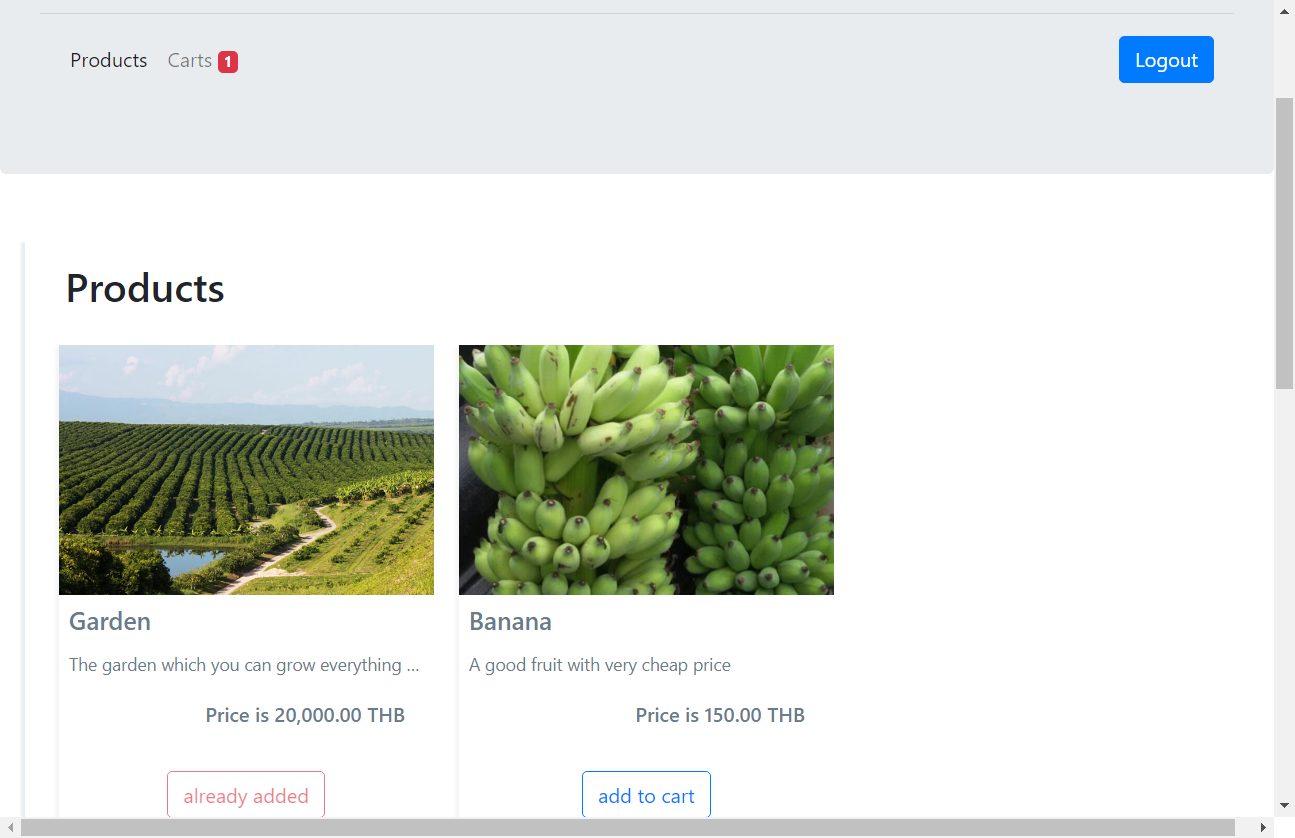 Products Carts 1 Logout
Products
Garden
The garden which you can grow everything ...
Price is 20,000.00 THB
already added
Banana
A good fruit with very cheap price
Price is 150.00 THB
add to cart